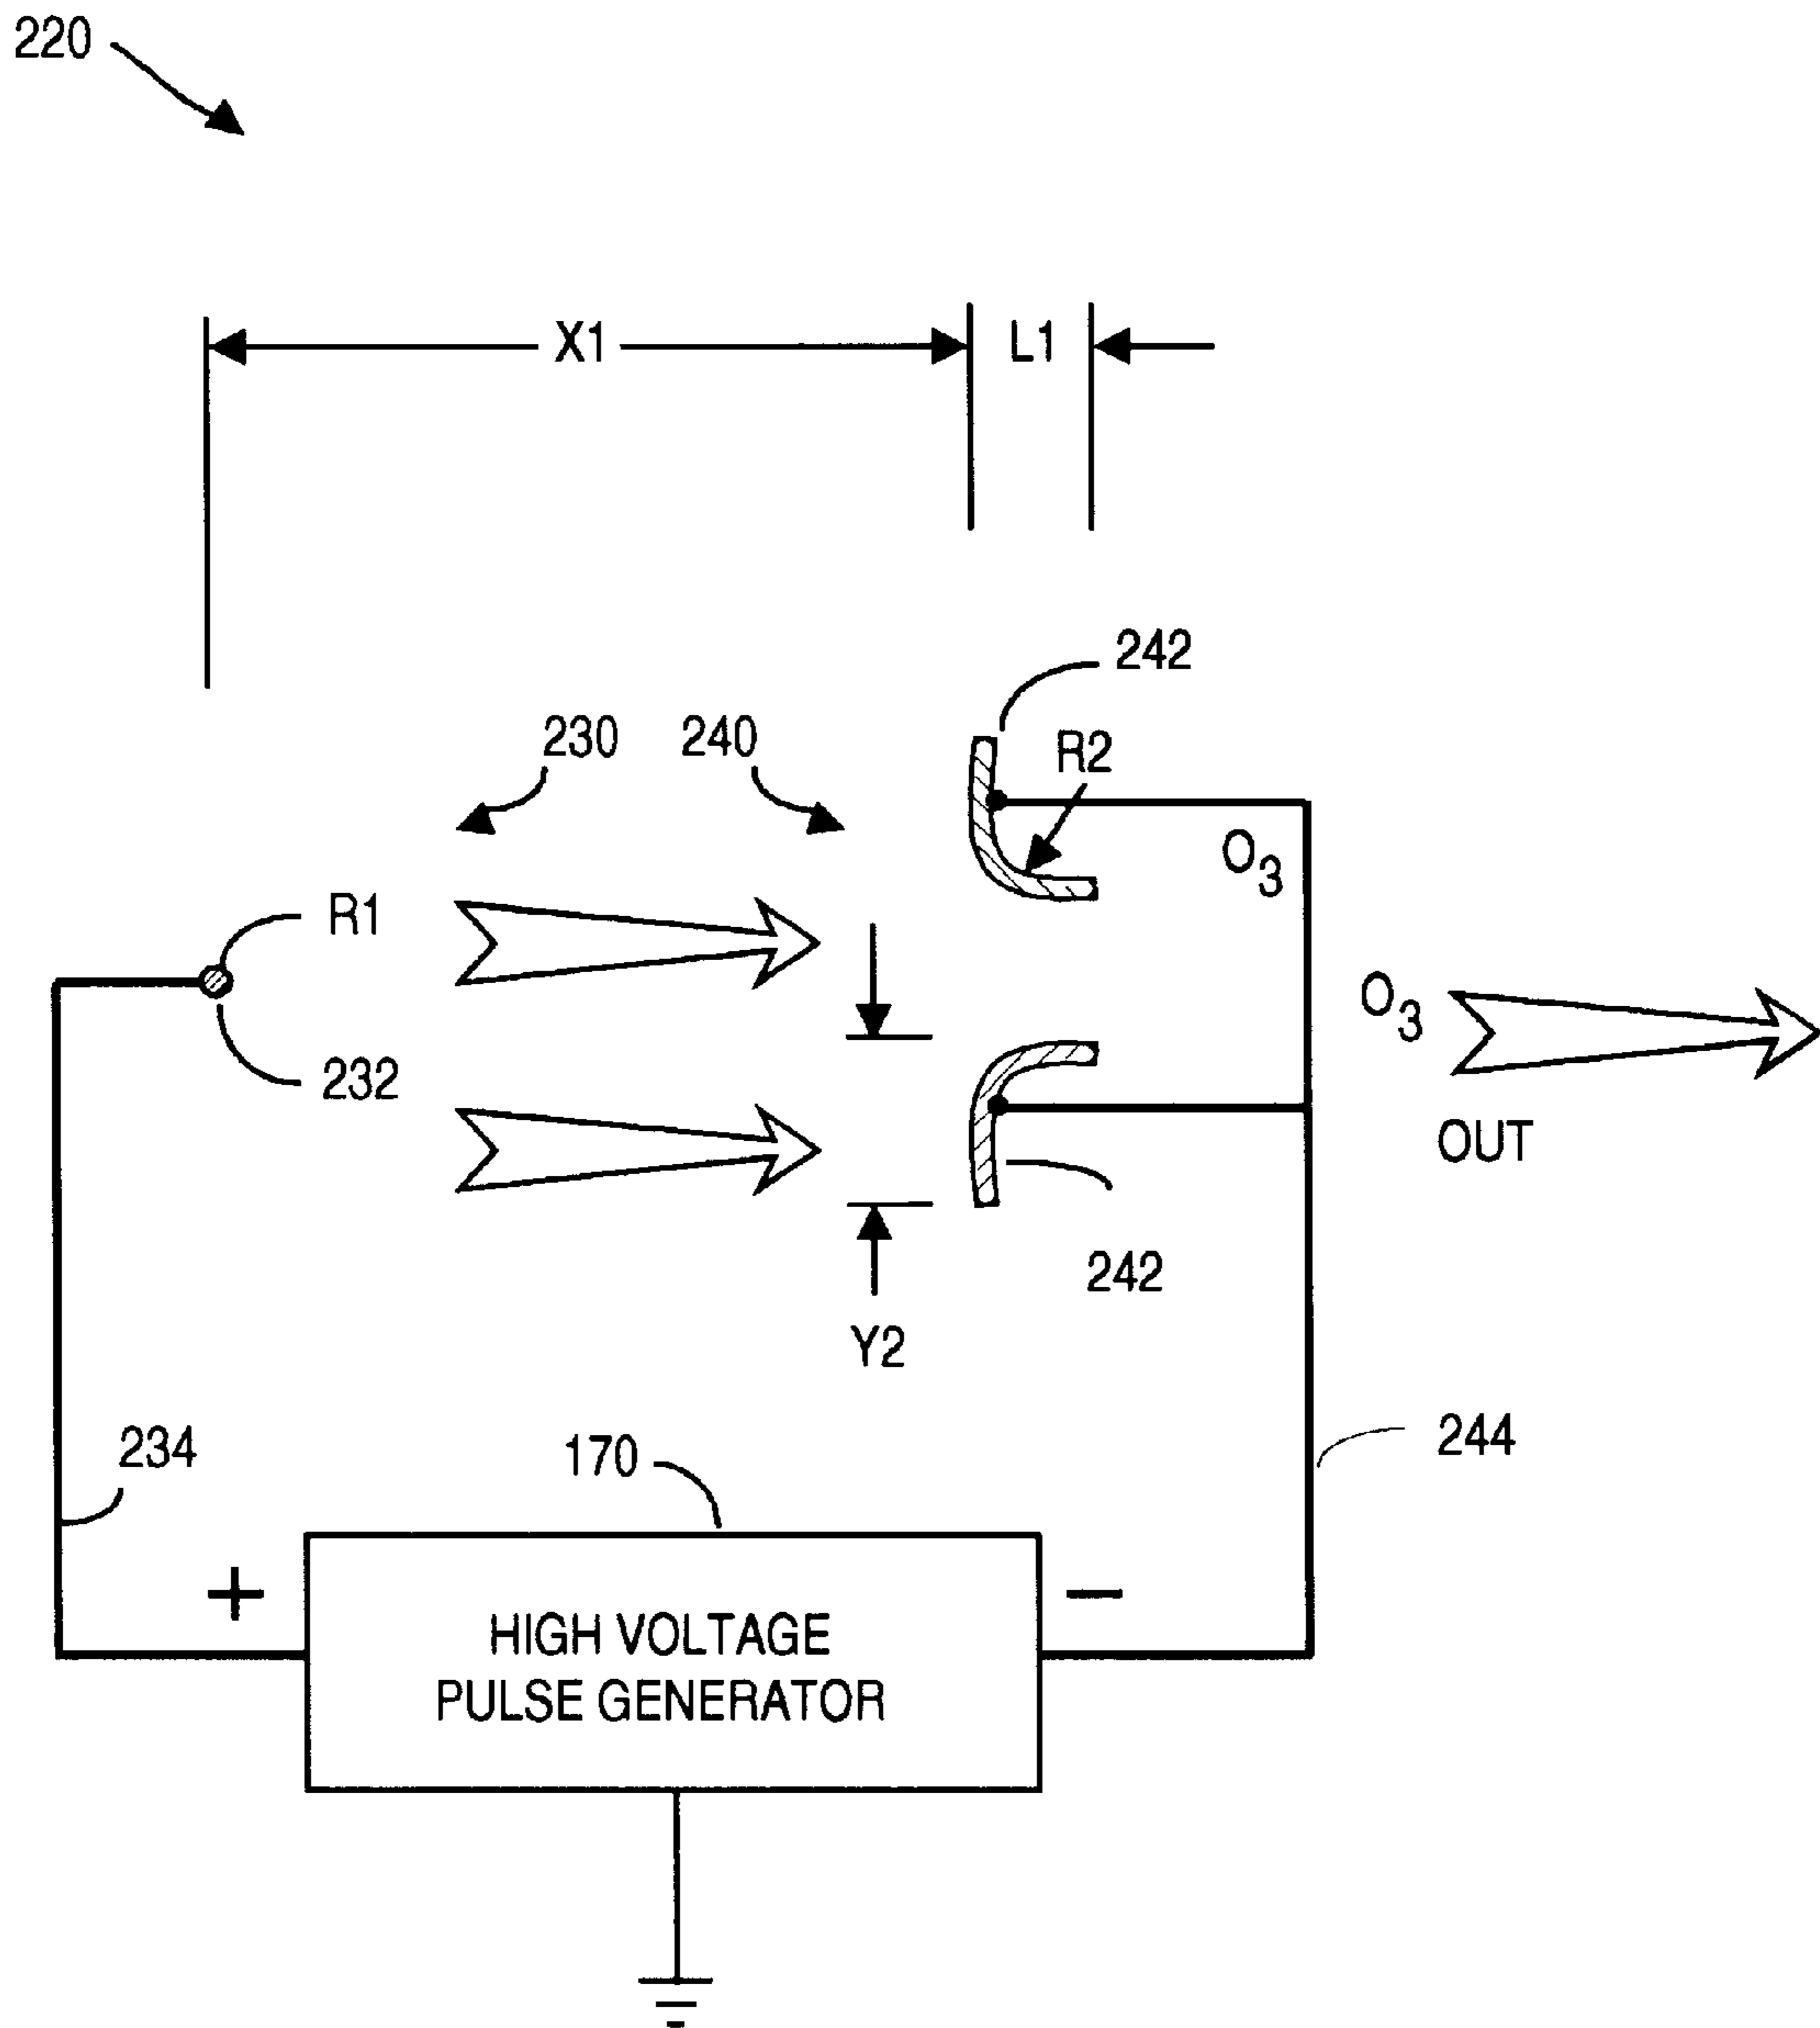 220
X1
L1
242
230
240
R2
O3
R1
O3
232
OUT
242
Y2
234
170
244
+
−
HIGH VOLTAGE
PULSE GENERATOR